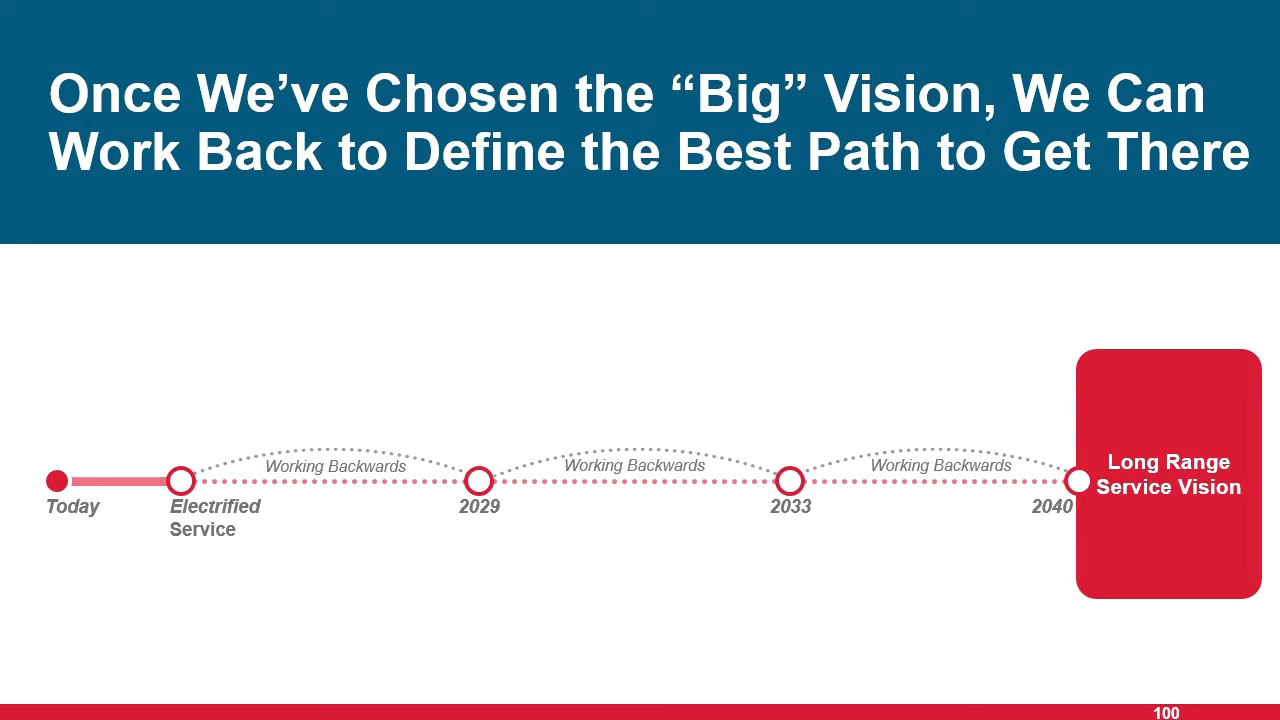 Once We’ve Chosen the “Big” Vision, We Can
Work Back to Define the Best Path to Get There
Working Backwards
Working Backwards
Working Backwards
Long Range
Service Vision
Today
Electrified
Service
2029
2033
2040
100